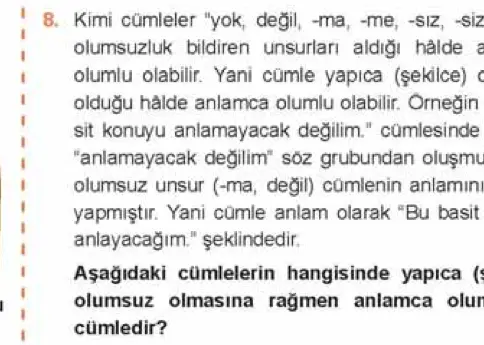 8. Kimi cümleler "yok, değil, -ma, -me, -sız, -siz
olumsuzluk bildiren unsurları aldığı hâlde a
olumlu olabilir. Yani cümle yapıca (şekilce) o
olduğu hâlde anlamca olumlu olabilir. Örneğin
sit konuyu anlamayacak değilim." cümlesinde
"anlamayacak değilim" söz grubundan oluşmu
olumsuz unsur (-ma, değil) cümlenin anlamını
yapmıştır. Yani cümle anlam olarak "Bu basit
anlayacağım." şeklindedir.
Aşağıdaki cümlelerin hangisinde yapıca (ş
olumsuz olmasına rağmen anlamca olum
cümledir?